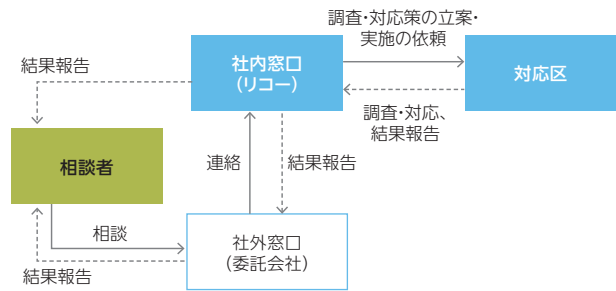 調査・対応策の立案・
実施の依頼
結果報告
社内窓口
(リコー)
対応区
調査・対応、
結果報告
相談者
連絡
結果報告
相談
社外窓口
(委託会社)
結果報告